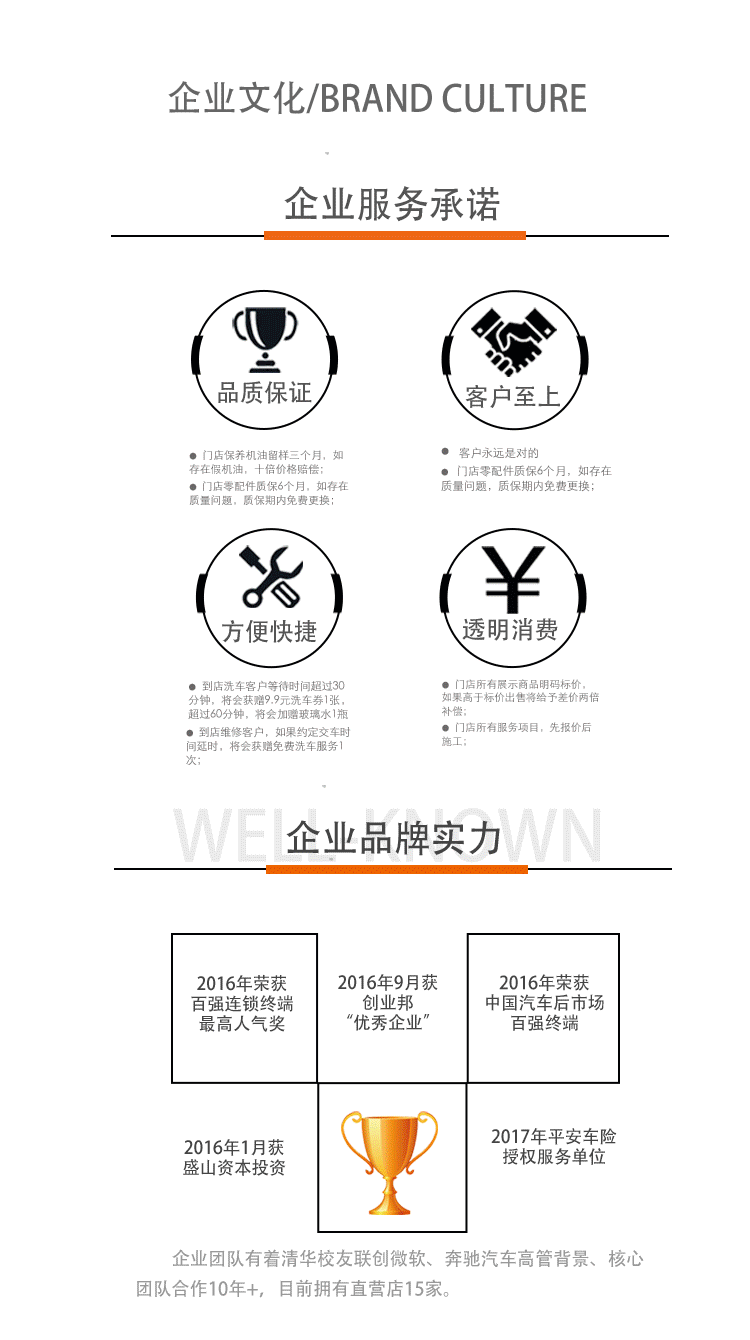 企业文化/BRAND CULTURE
企业服务承诺
品质保证
客户至上
● 门店保养机油留样三个月，如
存在假机油，十倍价格赔偿；
● 门店零配件质保6个月，如存在
质量问题，质保期内免费更换；
● 客户永远是对的
● 门店零配件质保6个月，如存在
质量问题，质保期内免费更换；
方便快捷
透明消费
● 到店洗车客户等待时间超过30
分钟，将会获赠9.9元洗车券1张，
超过60分钟，将会加赠玻璃水1瓶
● 到店维修客户，如果约定交车时
间延时，将会获赠免费洗车服务1
次；
● 门店所有展示商品明码标价，
如果高于标价出售将给予差价两倍
补偿；
● 门店所有服务项目，先报价后
施工；
WELL-KNOWN
企业品牌实力
2016年荣获
百强连锁终端
最高人气奖
2016年9月获
创业邦
“优秀企业”
2016年荣获
中国汽车后市场
百强终端
2016年1月获
盛山资本投资
2017年平安车险
授权服务单位
企业团队有着清华校友联创微软、奔驰汽车高管背景、核心
团队合作10年+，目前拥有直营店15家。